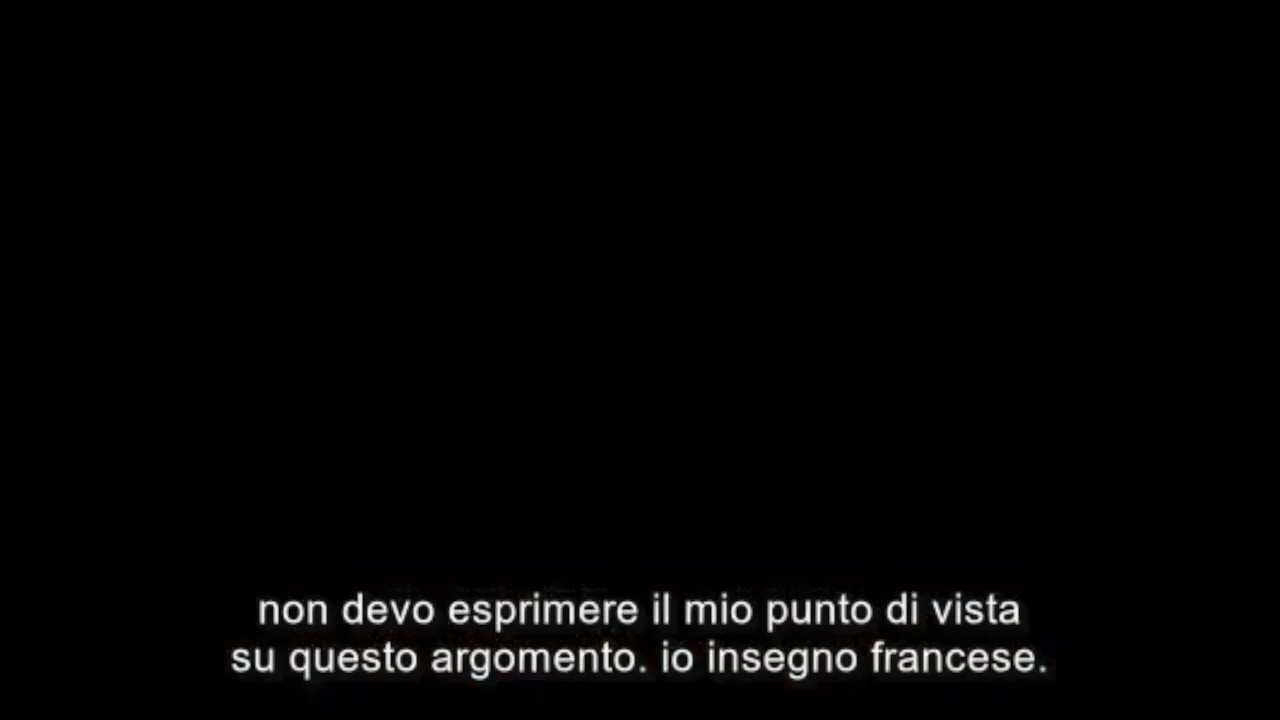 non devo esprimere il mio punto di vista
su questo argomento. io insegno francese.